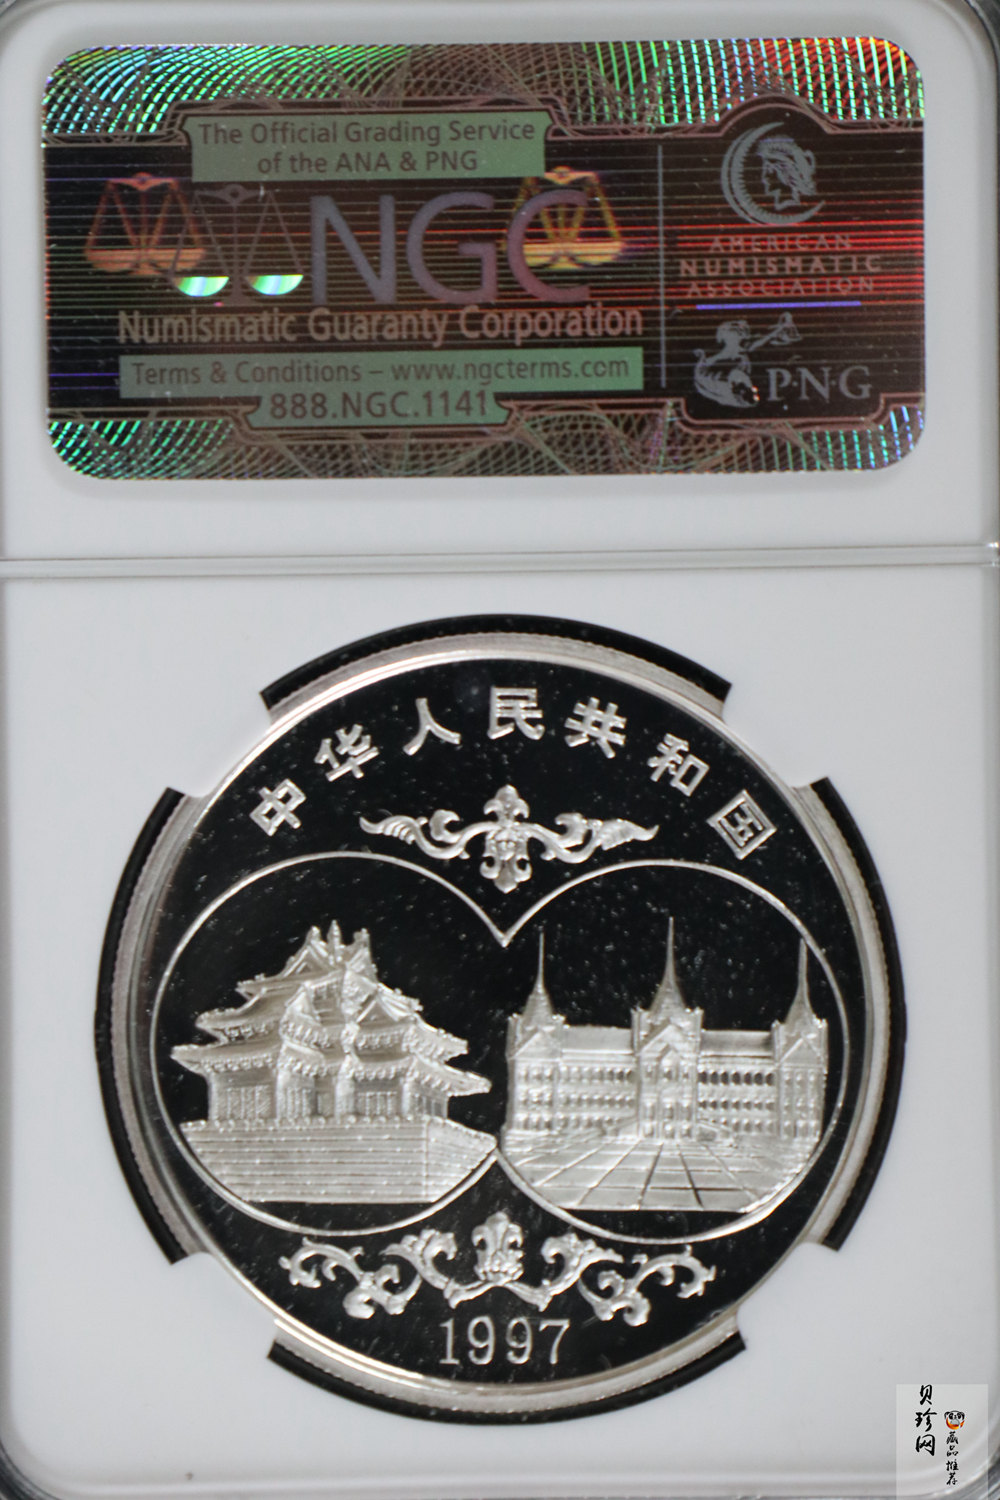 The Official Grading Service
of the ANA & PNG
NGC
Numismatic Guaranty Corporation
Terms & Conditions – www.ngcterms.com
888.NGC.1141
AMERICAN
NUMISMATIC
ASSOCIATION
P·N·G
中华人民共和国
1997
贝珍网
藏品推荐